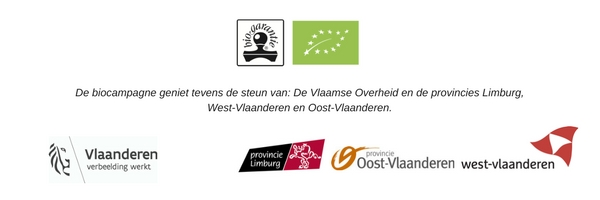 bio.garantie
De biocampagne geniet tevens de steun van: De Vlaamse Overheid en de provincies Limburg,
West-Vlaanderen en Oost-Vlaanderen.
Vlaanderen
verbeelding werkt
provincie
Limburg
provincie
Oost-Vlaanderen
west-vlaanderen